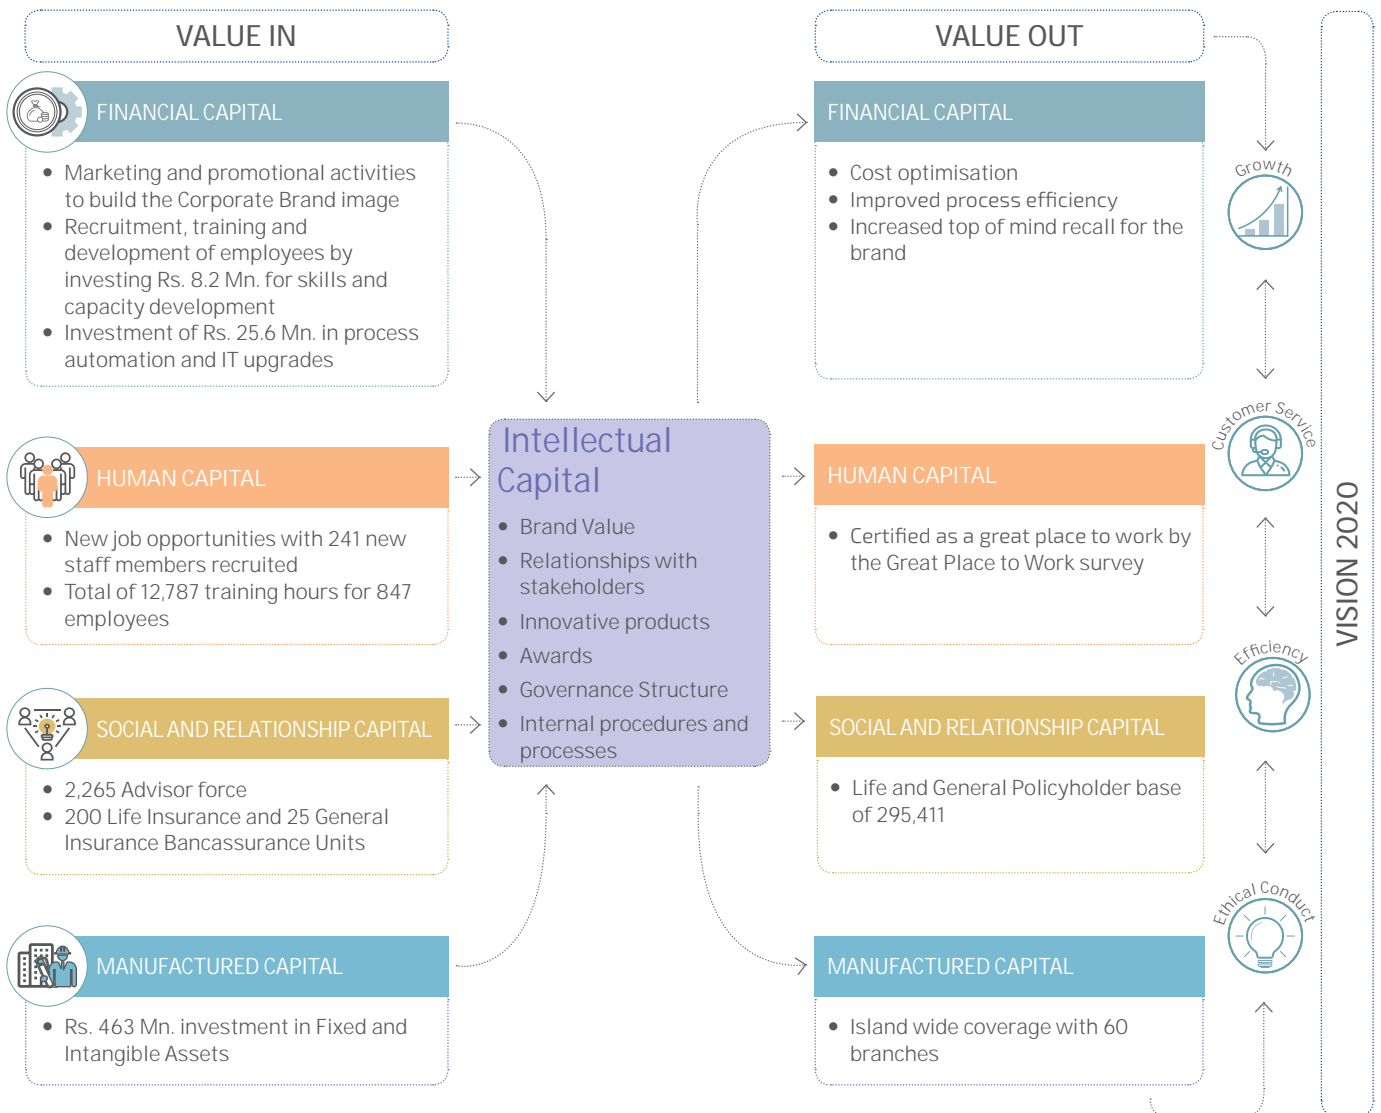 VALUE IN
FINANCIAL CAPITAL
• Marketing and promotional activities
to build the Corporate Brand image
• Recruitment, training and
development of employees by
investing Rs. 8.2 Mn. for skills and
capacity development
• Investment of Rs. 25.6 Mn. in process
automation and IT upgrades
HUMAN CAPITAL
• New job opportunities with 241 new
staff members recruited
• Total of 12,787 training hours for 847
employees
SOCIAL AND RELATIONSHIP CAPITAL
• 2,265 Advisor force
• 200 Life Insurance and 25 General
Insurance Bancassurance Units
MANUFACTURED CAPITAL
• Rs. 463 Mn. investment in Fixed and
Intangible Assets
Intellectual
Capital
• Brand Value
• Relationships with
stakeholders
• Innovative products
• Awards
• Governance Structure
• Internal procedures and
processes
VALUE OUT
FINANCIAL CAPITAL
• Cost optimisation
• Improved process efficiency
• Increased top of mind recall for the
brand
HUMAN CAPITAL
• Certified as a great place to work by
the Great Place to Work survey
SOCIAL AND RELATIONSHIP CAPITAL
• Life and General Policyholder base
of 295,411
MANUFACTURED CAPITAL
• Island wide coverage with 60
branches
Growth
Customer Service
Efficiency
Ethical Conduct
VISION 2020